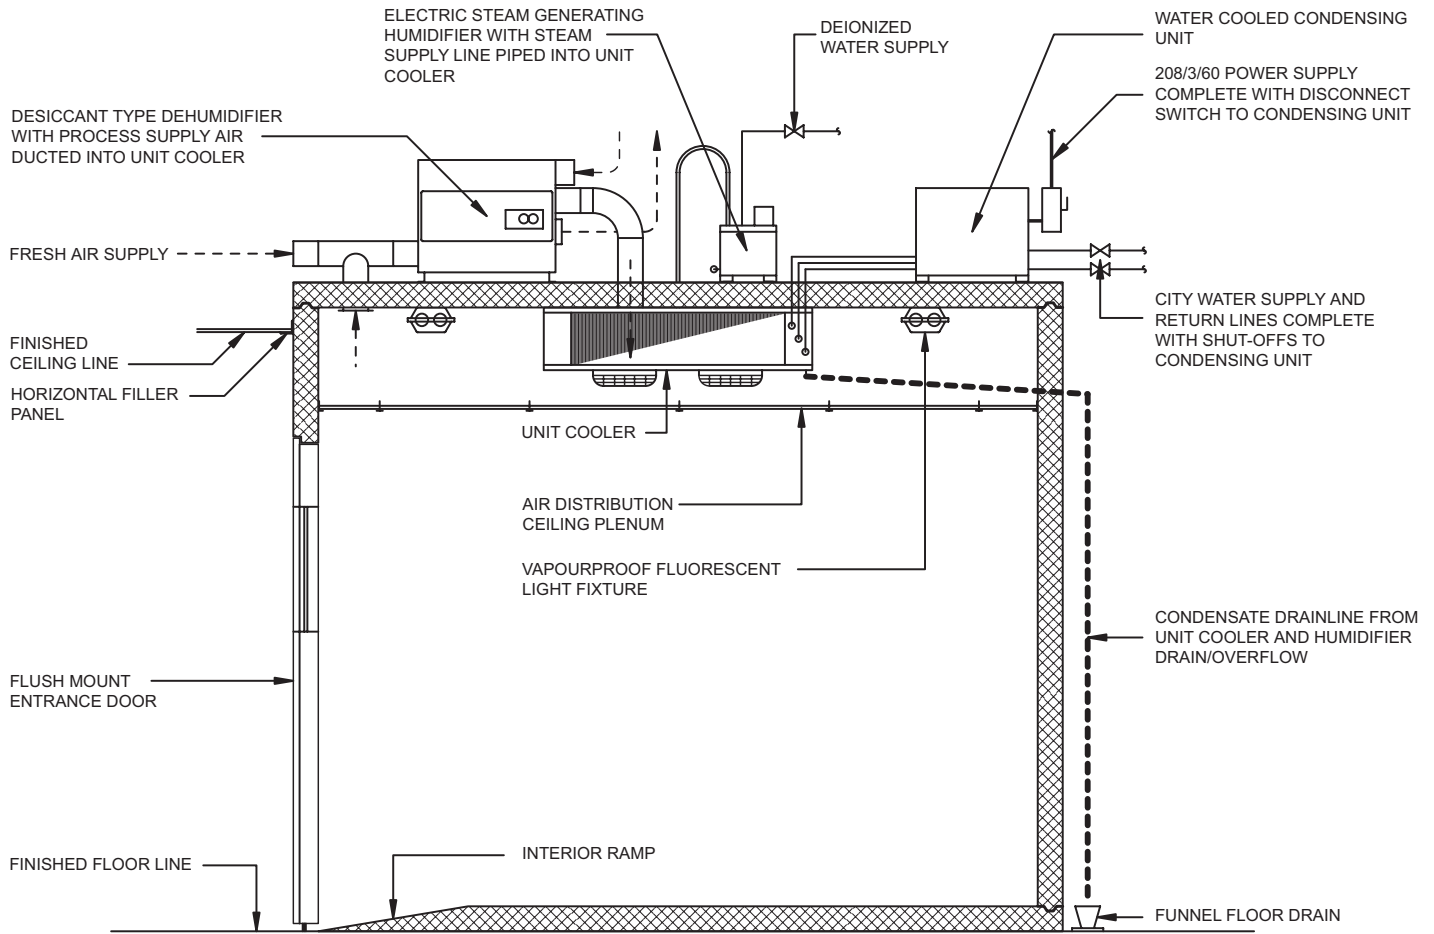 ELECTRIC STEAM GENERATING
HUMIDIFIER WITH STEAM
SUPPLY LINE PIPED INTO UNIT
COOLER
DEIONIZED
WATER SUPPLY
WATER COOLED CONDENSING
UNIT
208/3/60 POWER SUPPLY
COMPLETE WITH DISCONNECT
SWITCH TO CONDENSING UNIT
DESICCANT TYPE DEHUMIDIFIER
WITH PROCESS SUPPLY AIR
DUCTED INTO UNIT COOLER
FRESH AIR SUPPLY
CITY WATER SUPPLY AND
RETURN LINES COMPLETE
WITH SHUT-OFFS TO
CONDENSING UNIT
FINISHED
CEILING LINE
HORIZONTAL FILLER
PANEL
UNIT COOLER
AIR DISTRIBUTION
CEILING PLENUM
VAPOURPROOF FLUORESCENT
LIGHT FIXTURE
CONDENSATE DRAINLINE FROM
UNIT COOLER AND HUMIDIFIER
DRAIN/OVERFLOW
FLUSH MOUNT
ENTRANCE DOOR
FINISHED FLOOR LINE
INTERIOR RAMP
FUNNEL FLOOR DRAIN